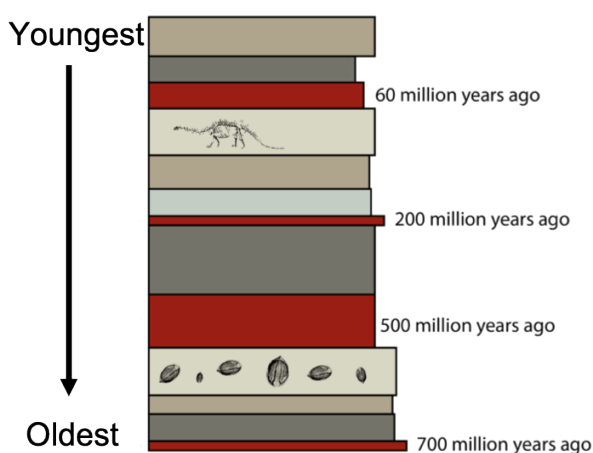 Youngest
60 million years ago
200 million years ago
500 million years ago
Oldest
700 million years ago